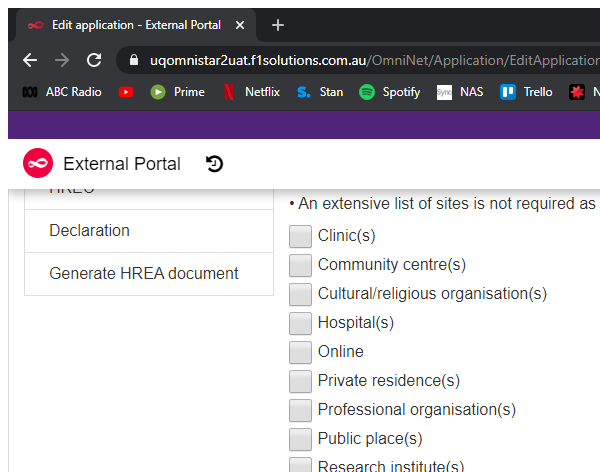 Edit application - External Portal
uqomnistar2uat.f1solutions.com.au/OmniNet/Application/EditApplication
ABC Radio Prime Netflix Stan Spotify Syno NAS Trello
External Portal
HREC
Declaration
Generate HREA document
• An extensive list of sites is not required as
Clinic(s)
Community centre(s)
Cultural/religious organisation(s)
Hospital(s)
Online
Private residence(s)
Professional organisation(s)
Public place(s)
Research institute(s)